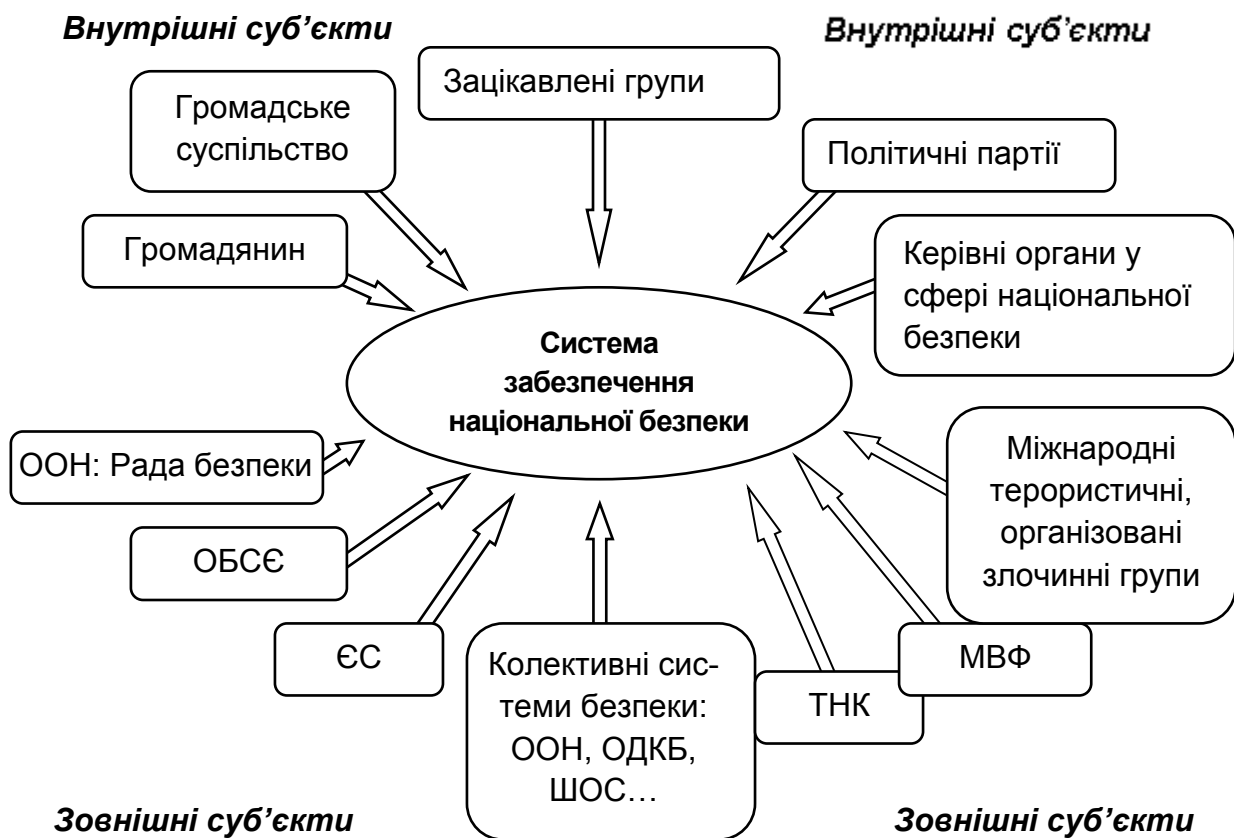 Внутрішні суб’єкти
Внутрішні суб’єкти
Зацікавлені групи
Громадське
суспільство
Політичні партії
Громадянин
Керівні органи у
сфері національної
безпеки
Система
забезпечення
національної безпеки
ООН: Рада безпеки
Міжнародні
терористичні,
організовані
злочинні групи
ОБСЄ
ЄС
Колективні сис-
теми безпеки:
ООН, ОДКБ,
ШОС…
ТНК
МВФ
Зовнішні суб’єкти
Зовнішні суб’єкти